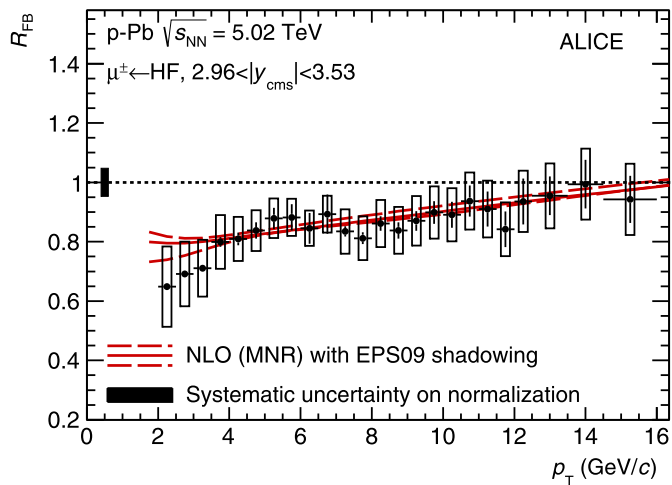 R_FB
p-Pb √s_NN = 5.02 TeV
ALICE
μ±←HF, 2.96<|y_cms|<3.53
1.4
1.2
1
0.8
0.6
0.4
0.2
NLO (MNR) with EPS09 shadowing
Systematic uncertainty on normalization
0 2 4 6 8 10 12 14 16
p_T (GeV/c)